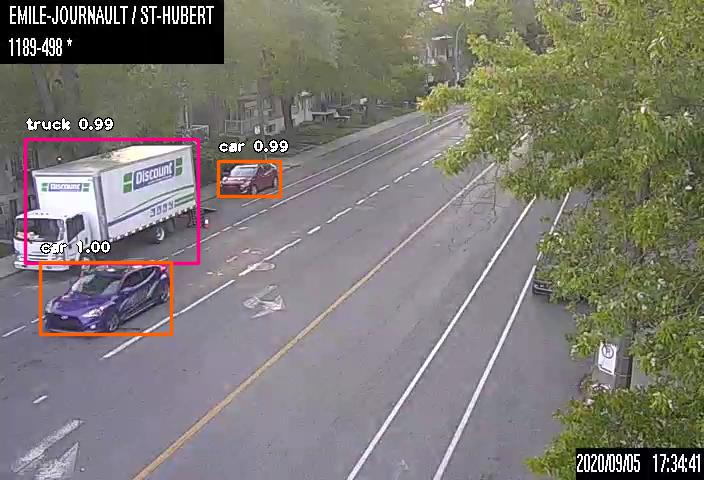 EMILE-JOURNAULT / ST-HUBERT
1189-498 *
truck 0.99
car 0.99
Discount
Discount
car 1.00
P
2020/09/05 17:34:41